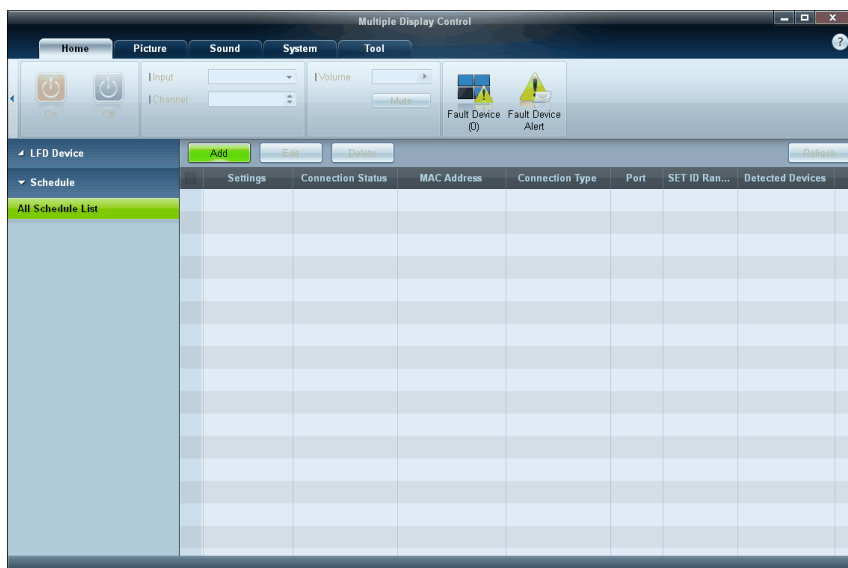 Multiple Display Control
Home Picture Sound System Tool
?
Input
Channel
Volume
Mute
On
Off
Fault Device
(0)
Fault Device
Alert
LFD Device
Schedule
All Schedule List
Add Edit Delete Refresh
Settings Connection Status MAC Address Connection Type Port SET ID Ran... Detected Devices